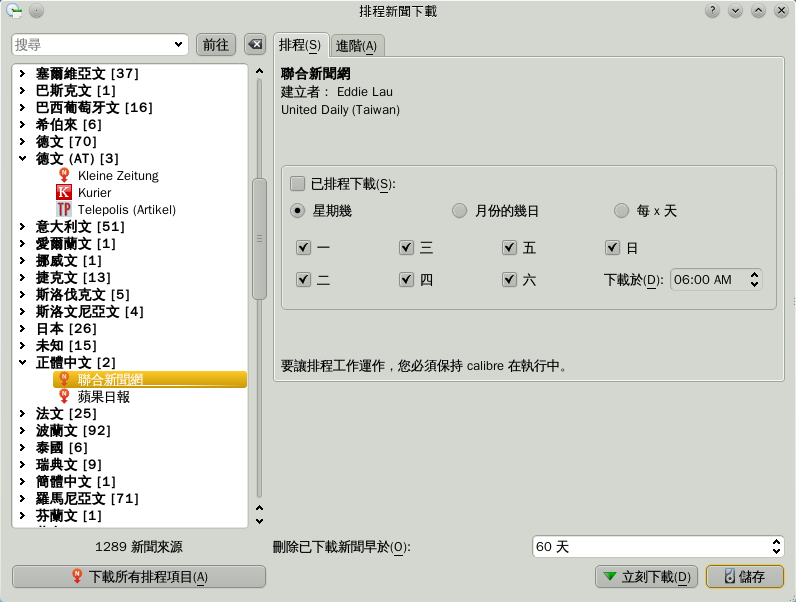 排程新聞下載
搜尋
前往
塞爾維亞文 [37]
巴斯克文 [1]
巴西葡萄牙文 [16]
希伯來 [6]
德文 [70]
德文 (AT) [3]
Kleine Zeitung
Kurier
Telepolis (Artikel)
意大利文 [51]
愛爾蘭文 [1]
挪威文 [1]
捷克文 [13]
斯洛伐克文 [5]
斯洛文尼亞文 [4]
日本 [26]
未知 [15]
正體中文 [2]
聯合新聞網
蘋果日報
法文 [25]
波蘭文 [92]
泰國 [6]
瑞典文 [9]
簡體中文 [1]
羅馬尼亞文 [71]
芬蘭文 [1]
1289 新聞來源
下載所有排程項目(A)
排程(S) 進階(A)
聯合新聞網
建立者： Eddie Lau
United Daily (Taiwan)
已排程下載(S):
星期幾 月份的幾日 每 x 天
一 三 五 日
二 四 六 下載於(D): 06:00 AM
要讓排程工作運作，您必須保持 calibre 在執行中。
刪除已下載新聞早於(O): 60 天
立刻下載(D) 儲存